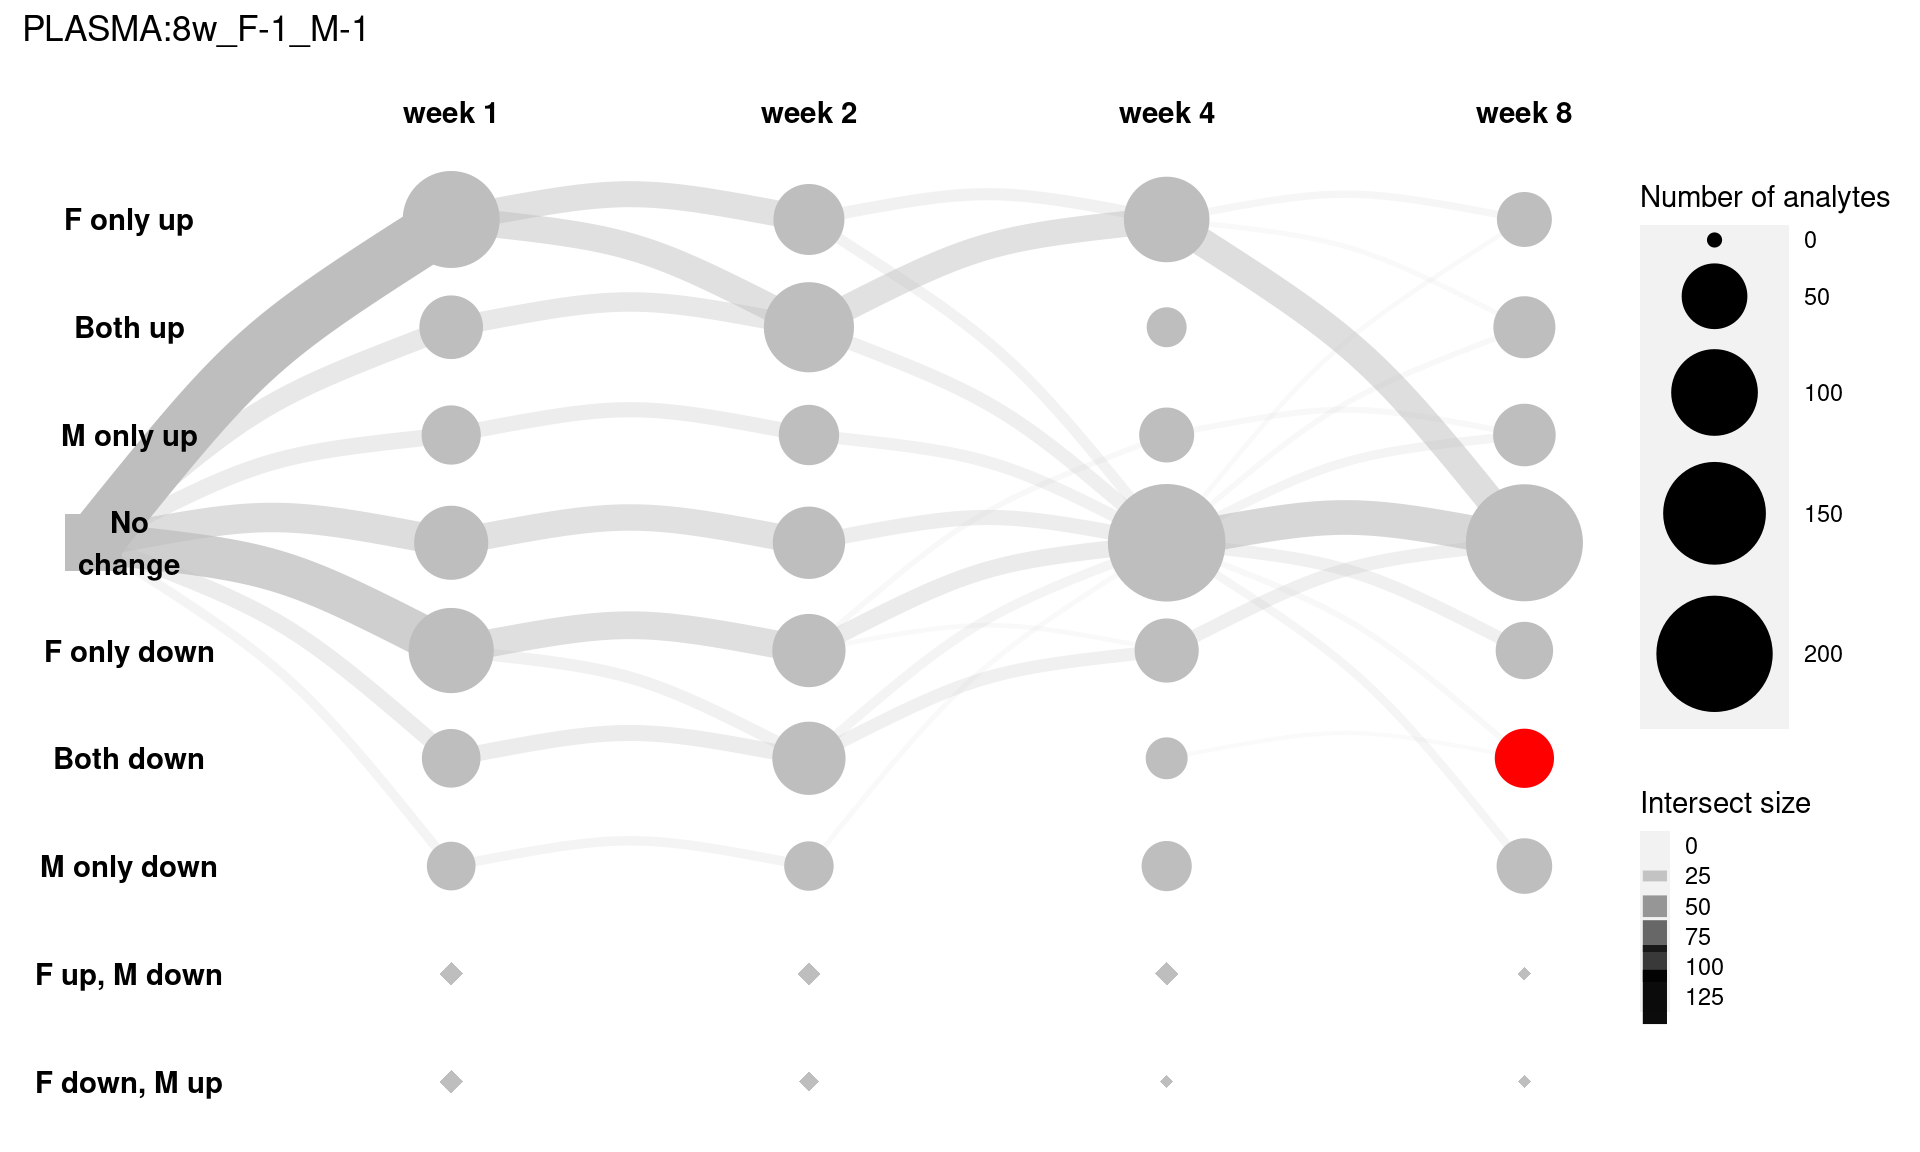 PLASMA:8w_F-1_M-1
week 1
week 2
week 4
week 8
F only up
Both up
M only up
No
change
F only down
Both down
M only down
F up, M down
F down, M up
Number of analytes
0
50
100
150
200
Intersect size
0
25
50
75
100
125